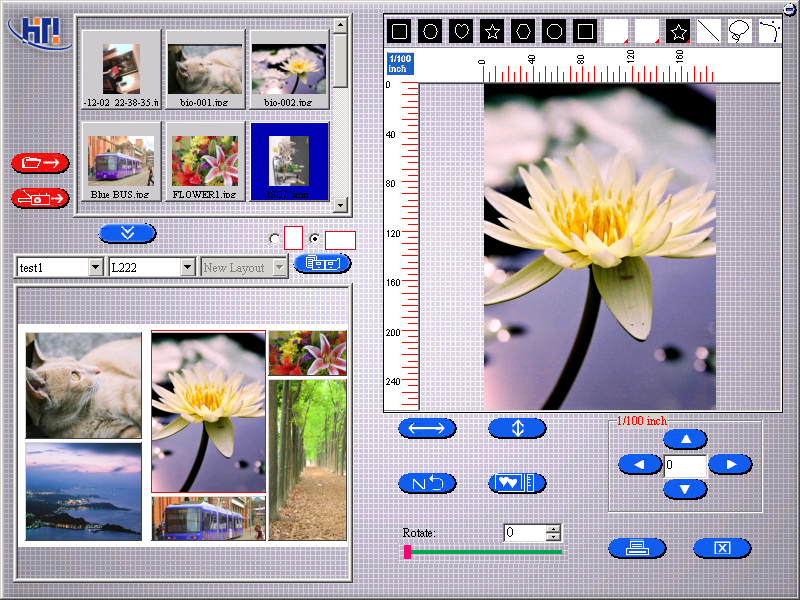 HiTi
-12-02 22-38-35.ti
bio-001.jpg
bio-002.jpg
Blue BUS.jpg
FLOWER1.jpg
test1
L222
New Layout
1/100
inch
0
40
80
120
160
0
40
80
120
160
200
240
1/100 inch
0
N
Rotate:
0